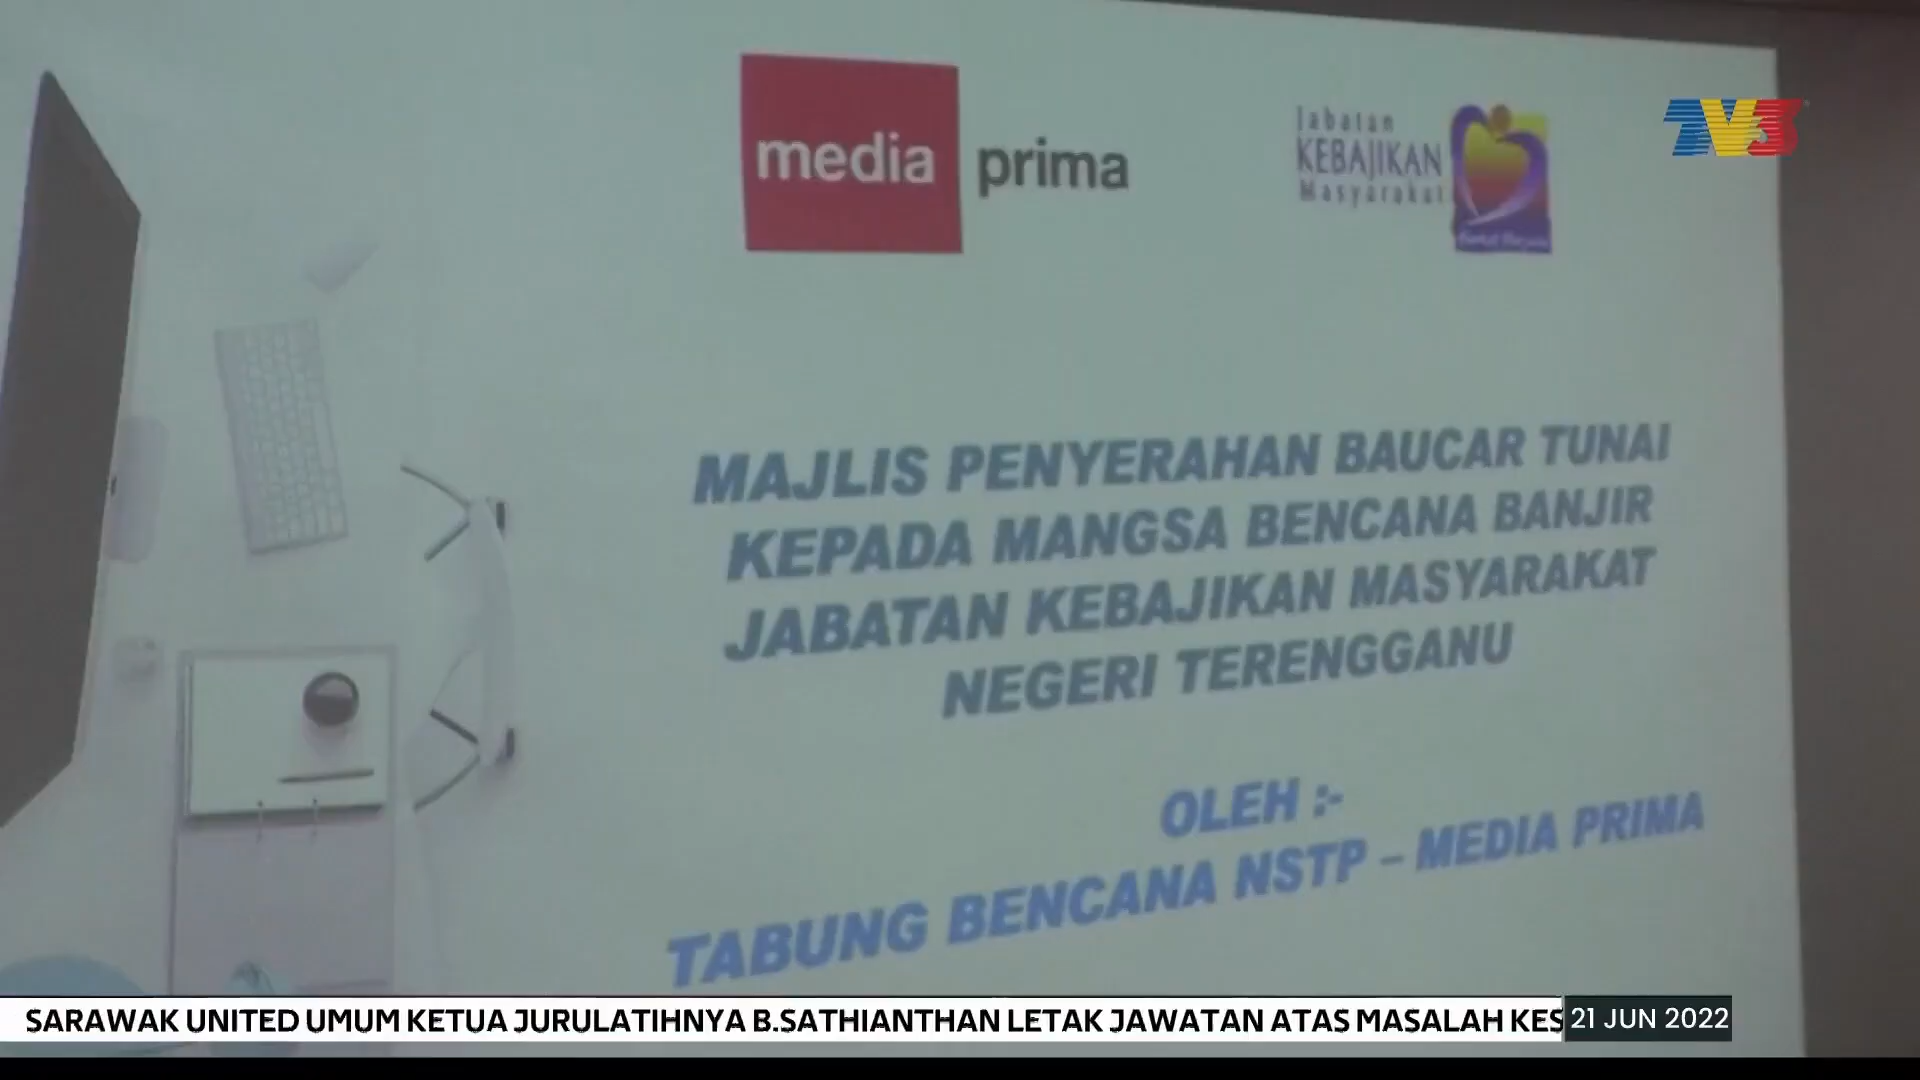 media prima
Jabatan
KEBAJIKAN
Masyarakat
TV3
MAJLIS PENYERAHAN BAUCAR TUNAI
KEPADA MANGSA BENCANA BANJIR
JABATAN KEBAJIKAN MASYARAKAT
NEGERI TERENGGANU
OLEH :-
TABUNG BENCANA NSTP – MEDIA PRIMA
SARAWAK UNITED UMUM KETUA JURULATIHNYA B.SATHIANTHAN LETAK JAWATAN ATAS MASALAH KES
21 JUN 2022